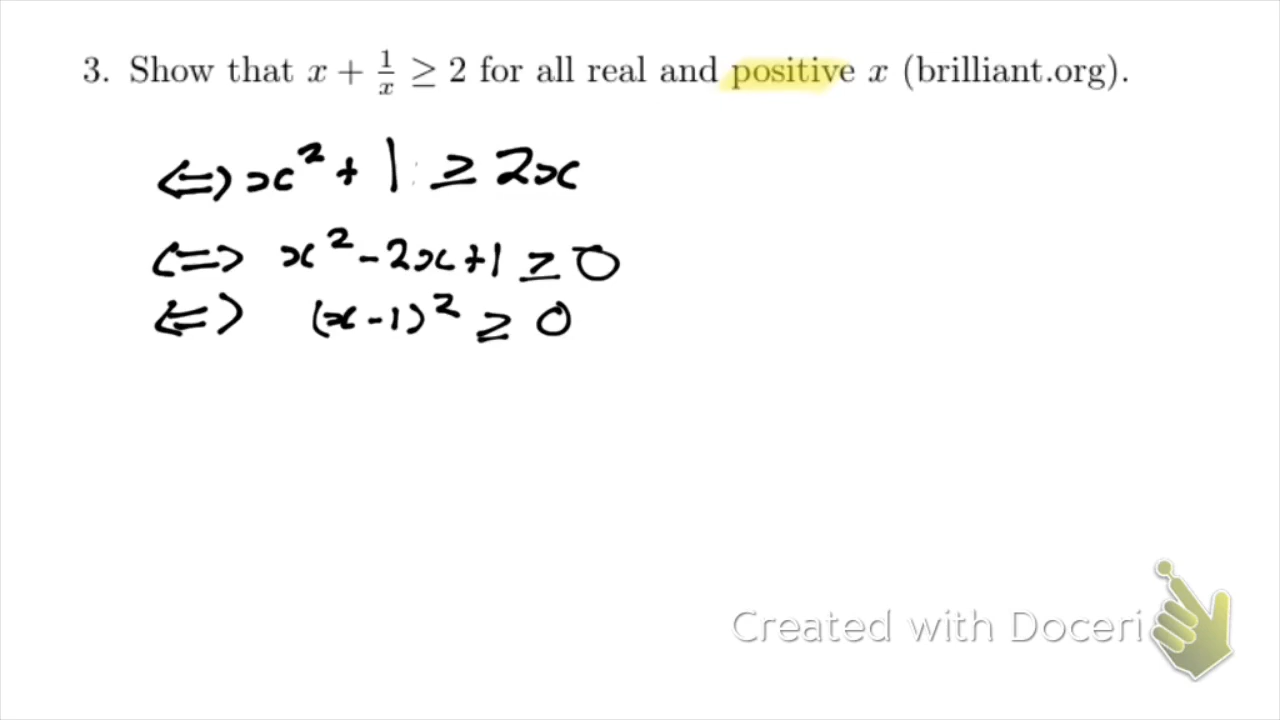 3. Show that x + 1/x ≥ 2 for all real and positive x (brilliant.org).
⇔ x² + 1 ≥ 2x
⇔ x² - 2x + 1 ≥ 0
⇔ (x - 1)² ≥ 0
Created with Doceri